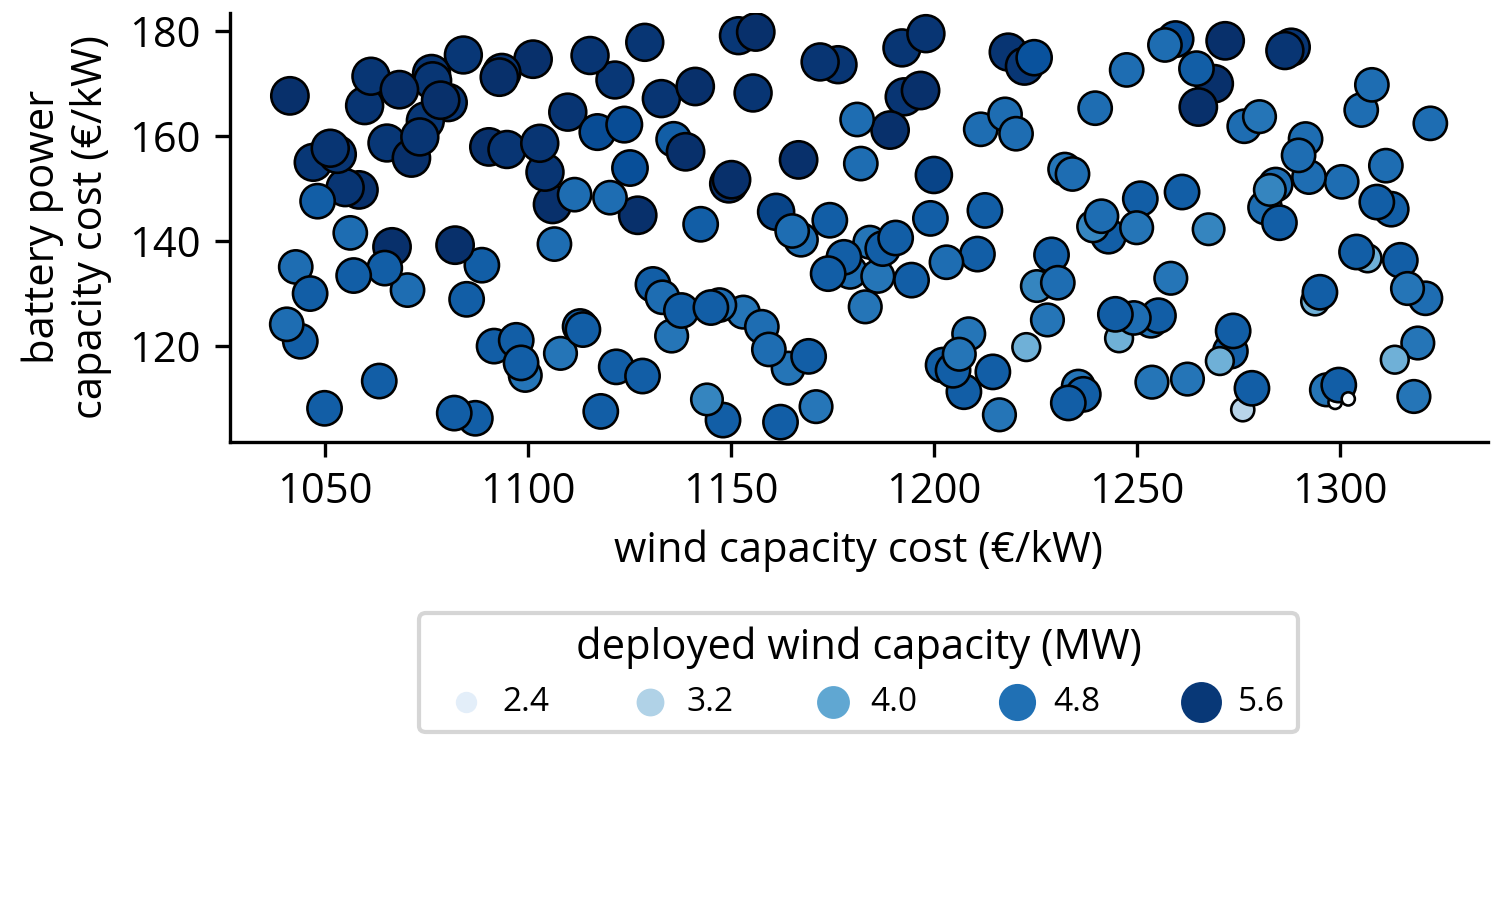 180
160
140
120
battery power
capacity cost (€/kW)
1050 1100 1150 1200 1250 1300
wind capacity cost (€/kW)
deployed wind capacity (MW)
2.4 3.2 4.0 4.8 5.6